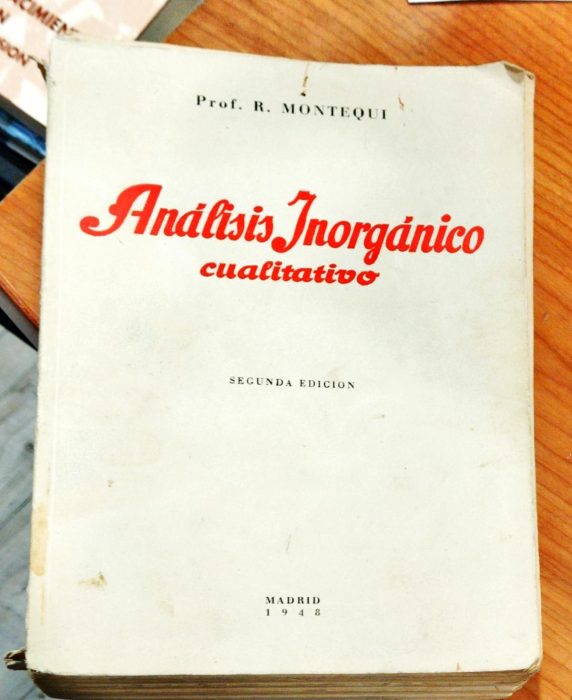 Prof. R. MONTEQUI
Análisis Inorgánico
cualitativo
SEGUNDA EDICION
MADRID
1948